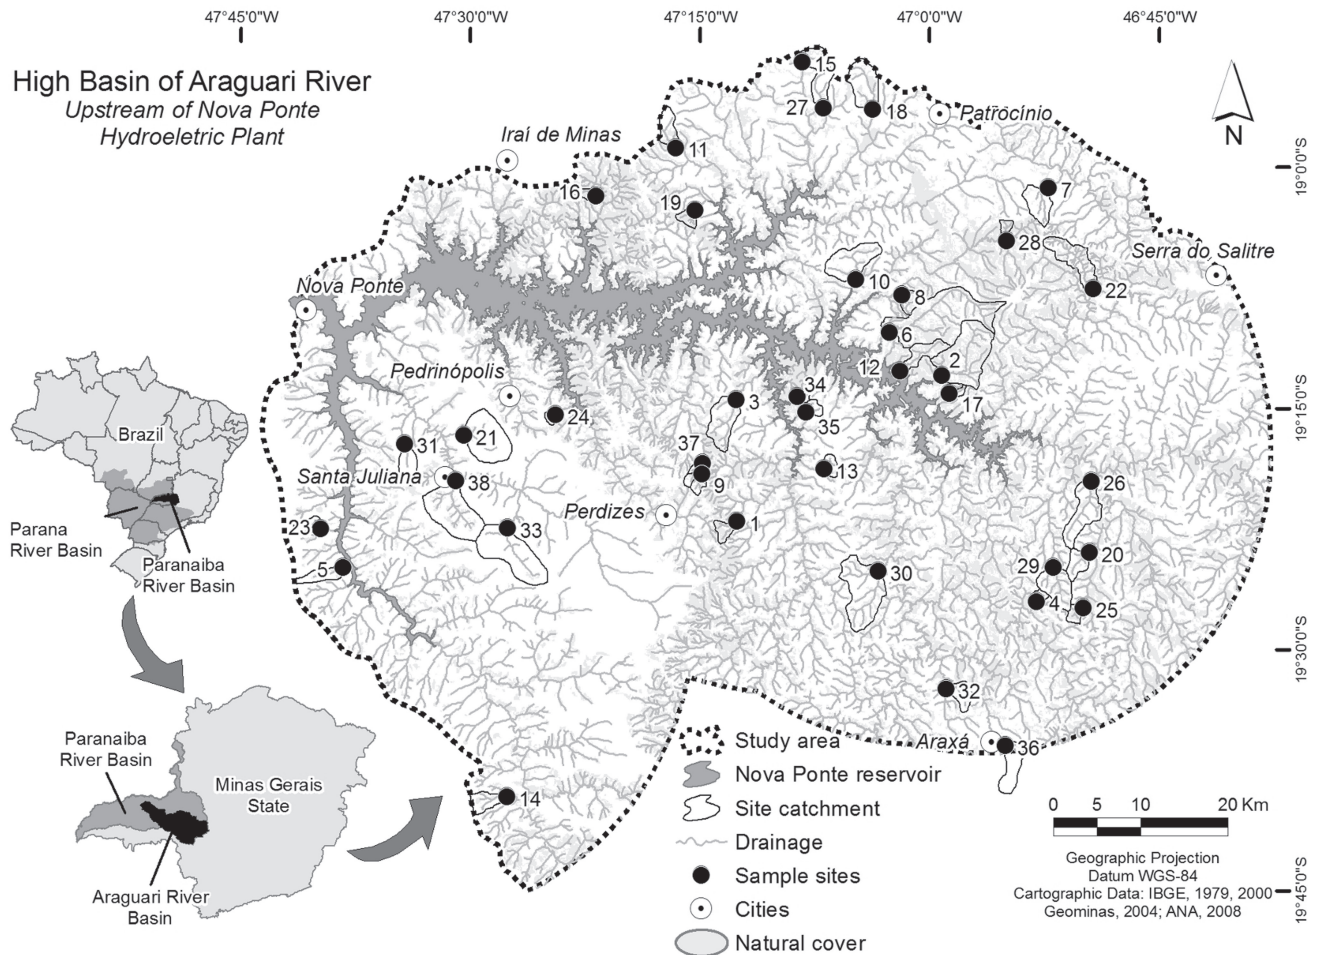 47°45'0"W
47°30'0"W
47°15'0"W
47°0'0"W
46°45'0"W
High Basin of Araguari River
Upstream of Nova Ponte
Hydroeletric Plant
N
19°0'0"S
19°15'0"S
19°30'0"S
19°45'0"S
15
27
18
Patrocínio
Iraí de Minas
11
16
19
7
28
Serra do Salitre
10
22
Nova Ponte
8
6
12
2
17
Pedrinópolis
34
3
35
24
31
21
37
13
9
26
Santa Juliana
38
Perdizes
1
23
33
5
30
29
20
4
25
32
Araxá
36
14
Brazil
Parana
River Basin
Paranaiba
River Basin
Paranaiba
River Basin
Minas Gerais
State
Araguari River
Basin
Study area
Nova Ponte reservoir
Site catchment
Drainage
Sample sites
Cities
Natural cover
0 5 10 20 Km
Geographic Projection
Datum WGS-84
Cartographic Data: IBGE, 1979, 2000
Geominas, 2004; ANA, 2008